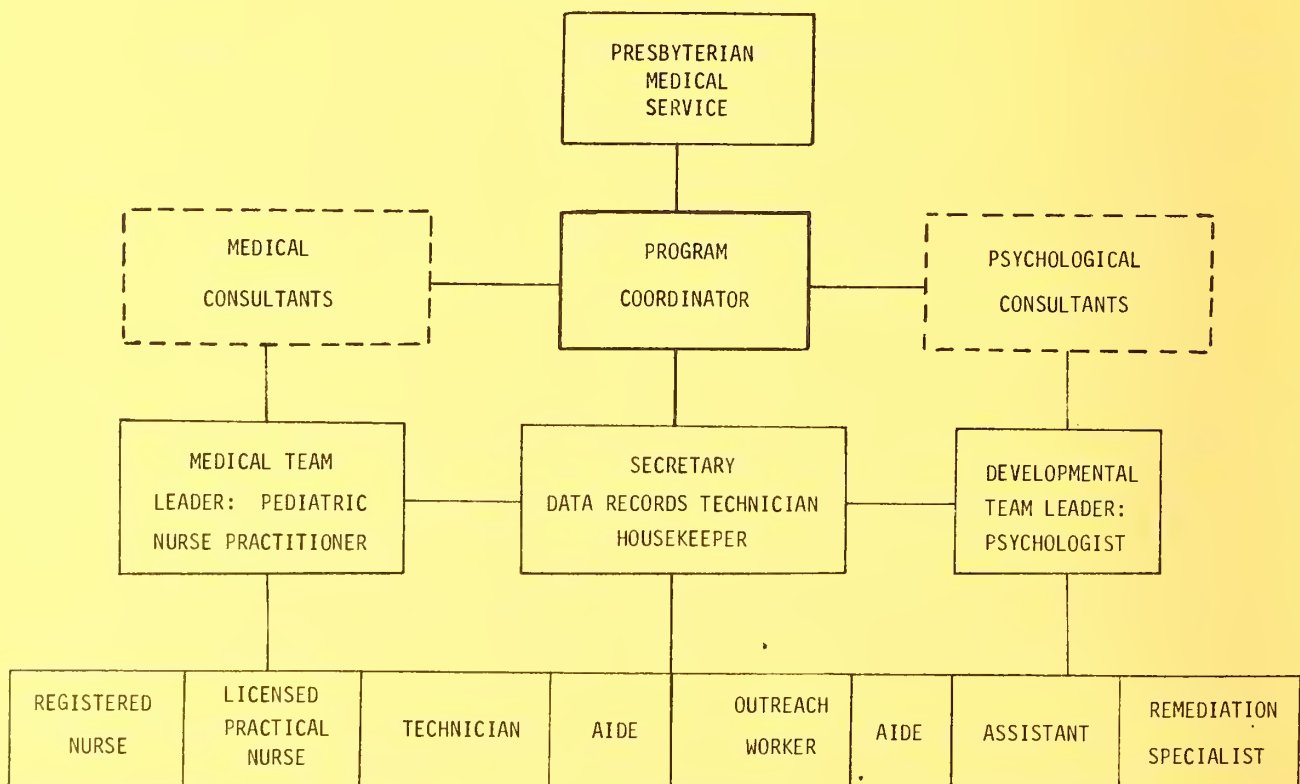 PRESBYTERIAN
MEDICAL
SERVICE
MEDICAL
CONSULTANTS
PROGRAM
COORDINATOR
PSYCHOLOGICAL
CONSULTANTS
MEDICAL TEAM
LEADER: PEDIATRIC
NURSE PRACTITIONER
SECRETARY
DATA RECORDS TECHNICIAN
HOUSEKEEPER
DEVELOPMENTAL
TEAM LEADER:
PSYCHOLOGIST
REGISTERED
NURSE
LICENSED
PRACTICAL
NURSE
TECHNICIAN
AIDE
OUTREACH
WORKER
AIDE
ASSISTANT
REMEDIATION
SPECIALIST